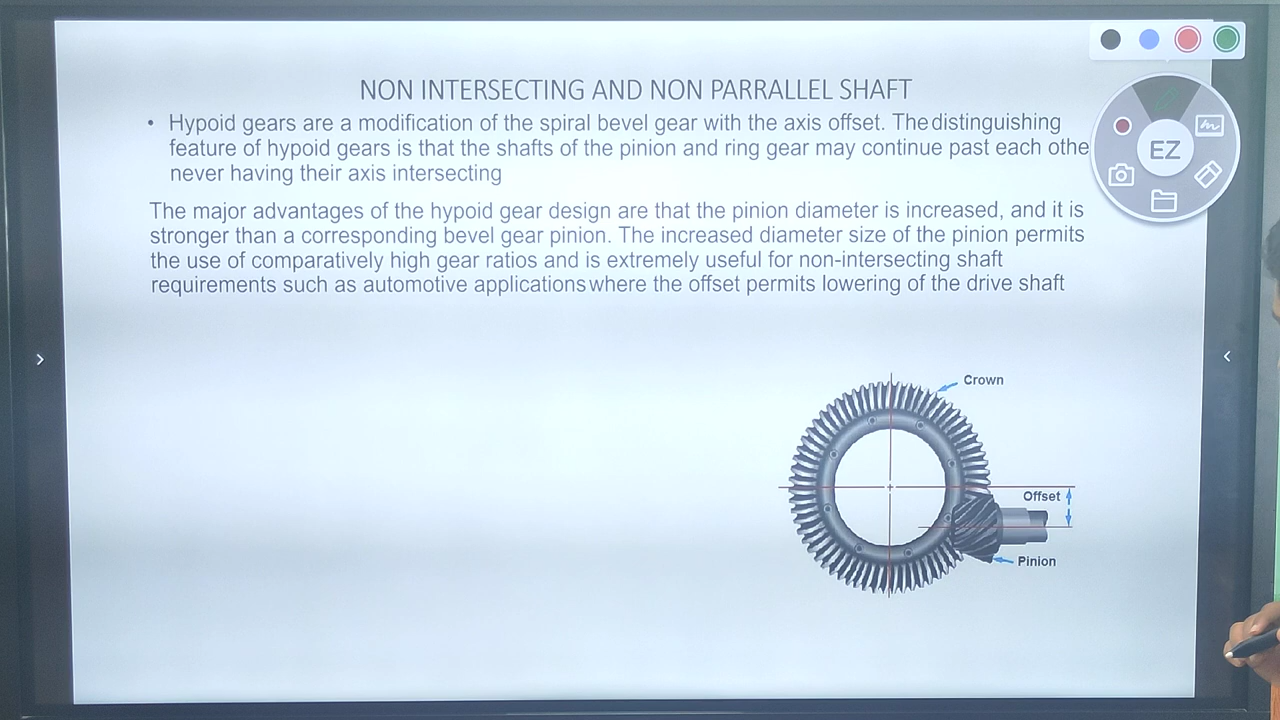 NON INTERSECTING AND NON PARRALLEL SHAFT
• Hypoid gears are a modification of the spiral bevel gear with the axis offset. The distinguishing
feature of hypoid gears is that the shafts of the pinion and ring gear may continue past each othe
never having their axis intersecting
The major advantages of the hypoid gear design are that the pinion diameter is increased, and it is
stronger than a corresponding bevel gear pinion. The increased diameter size of the pinion permits
the use of comparatively high gear ratios and is extremely useful for non-intersecting shaft
requirements such as automotive applications where the offset permits lowering of the drive shaft
EZ
Crown
Offset
Pinion